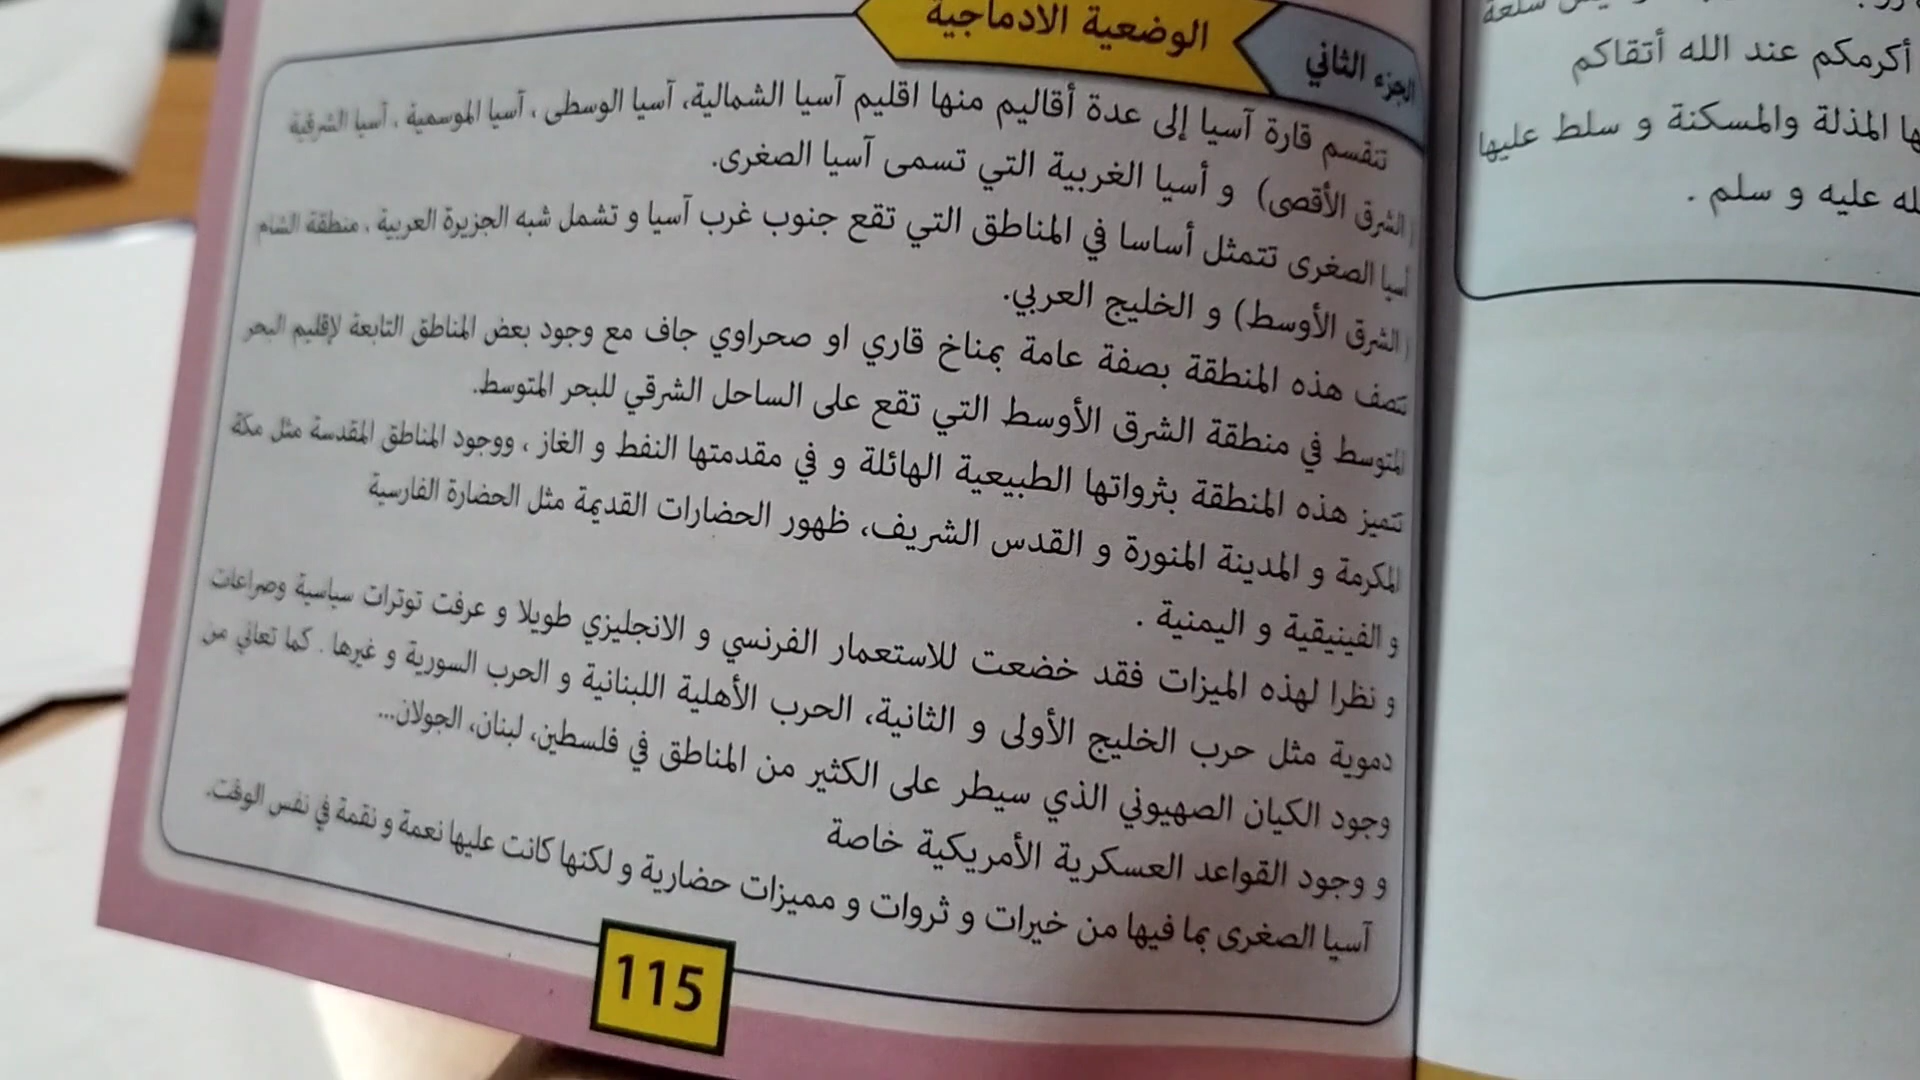 الجزء الثاني
الوضعية الادماجية
تنقسم قارة آسيا إلى عدة أقاليم منها اقليم آسيا الشمالية، آسيا الوسطى ، آسيا الموسمية ، آسيا الشرقية
( الشرق الأقصى) و أسيا الغربية التي تسمى آسيا الصغرى.
آسيا الصغرى تتمثل أساسا في المناطق التي تقع جنوب غرب آسيا و تشمل شبه الجزيرة العربية ، منطقة الشام
( الشرق الأوسط) و الخليج العربي.
تتصف هذه المنطقة بصفة عامة بمناخ قاري او صحراوي جاف مع وجود بعض المناطق التابعة لإقليم البحر
المتوسط في منطقة الشرق الأوسط التي تقع على الساحل الشرقي للبحر المتوسط.
تتميز هذه المنطقة بثرواتها الطبيعية الهائلة و في مقدمتها النفط و الغاز ، ووجود المناطق المقدسة مثل مكة
المكرمة و المدينة المنورة و القدس الشريف، ظهور الحضارات القديمة مثل الحضارة الفارسية
و الفينيقية و اليمنية .
و نظرا لهذه الميزات فقد خضعت للاستعمار الفرنسي و الانجليزي طويلا و عرفت توترات سياسية وصراعات
دموية مثل حرب الخليج الأولى و الثانية، الحرب الأهلية اللبنانية و الحرب السورية و غيرها . كما تعاني من
وجود الكيان الصهيوني الذي سيطر على الكثير من المناطق في فلسطين، لبنان، الجولان...
و وجود القواعد العسكرية الأمريكية خاصة
آسيا الصغرى بما فيها من خيرات و ثروات و مميزات حضارية و لكنها كانت عليها نعمة و نقمة في نفس الوقت.
115
سلعة
أكرمكم عند الله أتقاكم
المذلة والمسكنة و سلط عليها
عليه و سلم .